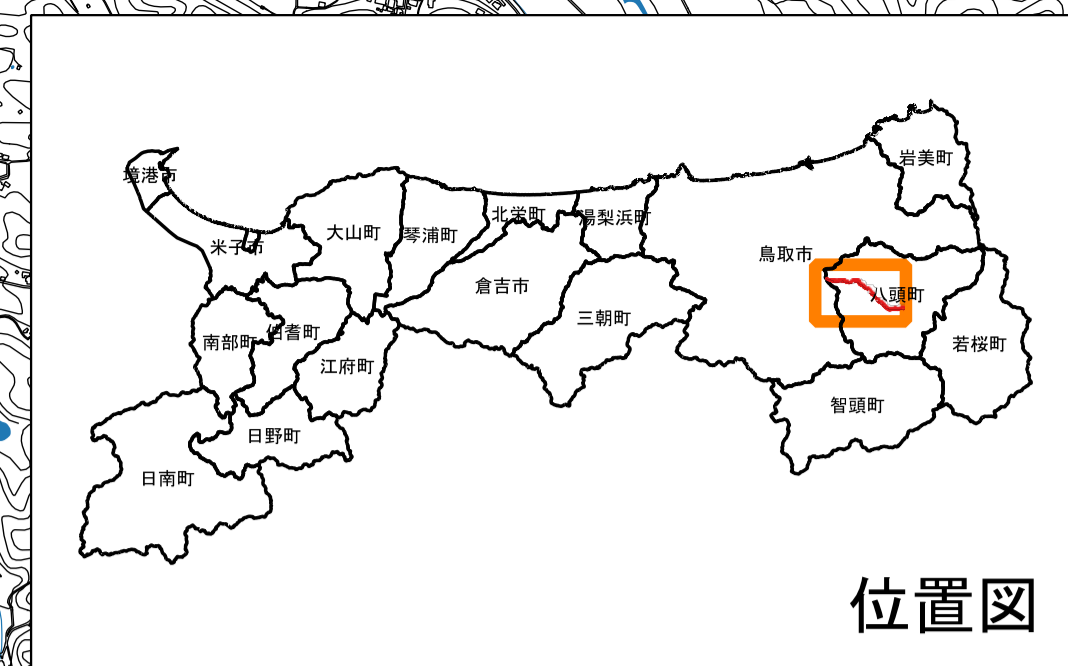 岩美町
境港市
北栄町
湯梨浜町
大山町
琴浦町
米子市
鳥取市
倉吉市
八頭町
三朝町
伯耆町
南部町
若桜町
江府町
智頭町
日野町
日南町
位置図